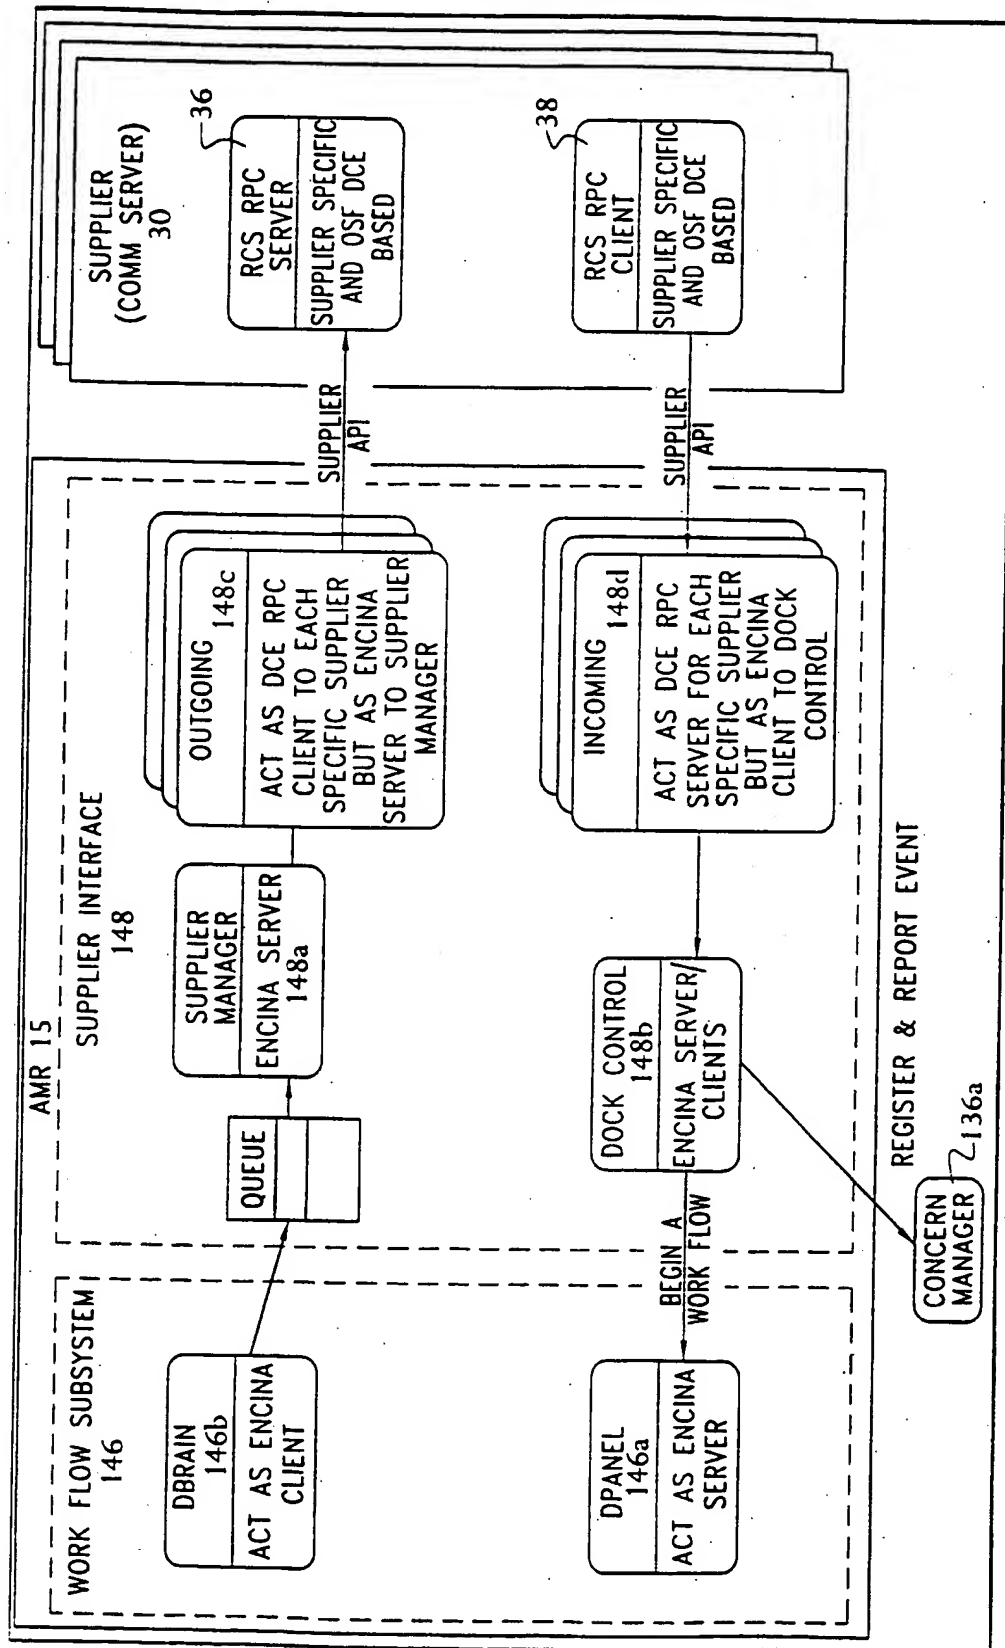 AMR 15
WORK FLOW SUBSYSTEM
146
DBRAIN
146b
ACT AS ENCINA
CLIENT
DPANEL
146a
ACT AS ENCINA
SERVER
SUPPLIER INTERFACE
148
QUEUE
SUPPLIER
MANAGER
ENCINA SERVER
148a
OUTGOING
148c
ACT AS DCE RPC
CLIENT TO EACH
SPECIFIC SUPPLIER
BUT AS ENCINA
SERVER TO SUPPLIER
MANAGER
BEGIN A
WORK FLOW
DOCK CONTROL
148b
ENCINA SERVER/
CLIENTS
INCOMING
148d
ACT AS DCE RPC
SERVER FOR EACH
SPECIFIC SUPPLIER
BUT AS ENCINA
CLIENT TO DOCK
CONTROL
SUPPLIER
API
SUPPLIER
API
SUPPLIER
(COMM SERVER)
30
RCS RPC
SERVER
36
SUPPLIER SPECIFIC
AND OSF DCE
BASED
RCS RPC
CLIENT
38
SUPPLIER SPECIFIC
AND OSF DCE
BASED
REGISTER & REPORT EVENT
CONCERN
MANAGER
136a